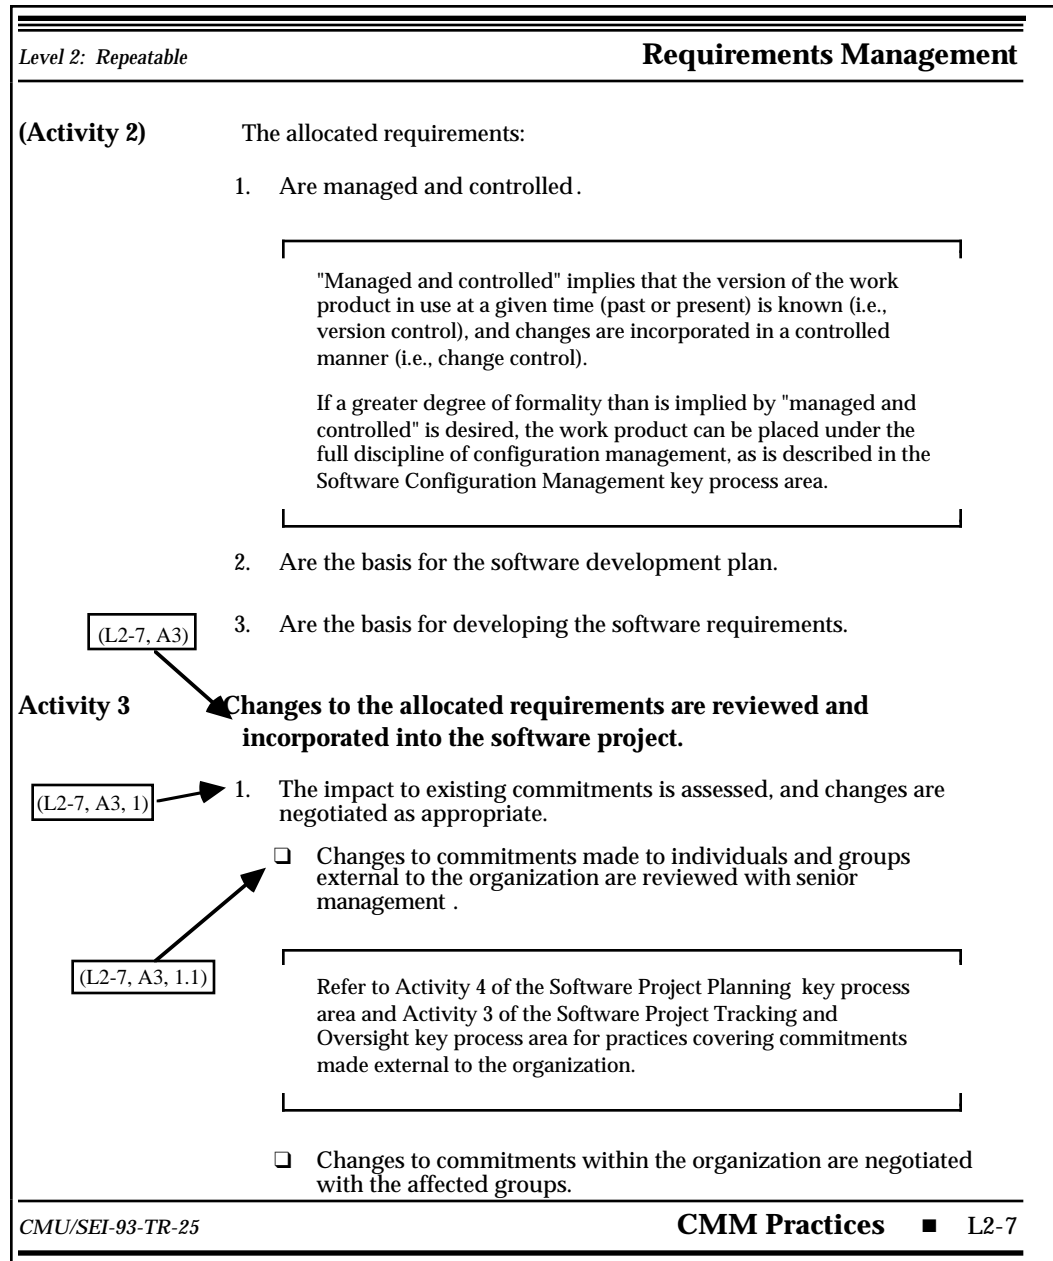 Level 2: Repeatable
Requirements Management
(Activity 2)
The allocated requirements:
1. Are managed and controlled .
"Managed and controlled" implies that the version of the work
product in use at a given time (past or present) is known (i.e.,
version control), and changes are incorporated in a controlled
manner (i.e., change control).
If a greater degree of formality than is implied by "managed and
controlled" is desired, the work product can be placed under the
full discipline of configuration management, as is described in the
Software Configuration Management key process area.
2. Are the basis for the software development plan.
3. Are the basis for developing the software requirements.
(L2-7, A3)
Activity 3
Changes to the allocated requirements are reviewed and
incorporated into the software project.
(L2-7, A3, 1)
1. The impact to existing commitments is assessed, and changes are
negotiated as appropriate.
❑ Changes to commitments made to individuals and groups
external to the organization are reviewed with senior
management .
(L2-7, A3, 1.1)
Refer to Activity 4 of the Software Project Planning key process
area and Activity 3 of the Software Project Tracking and
Oversight key process area for practices covering commitments
made external to the organization.
❑ Changes to commitments within the organization are negotiated
with the affected groups.
CMU/SEI-93-TR-25
CMM Practices ■ L2-7